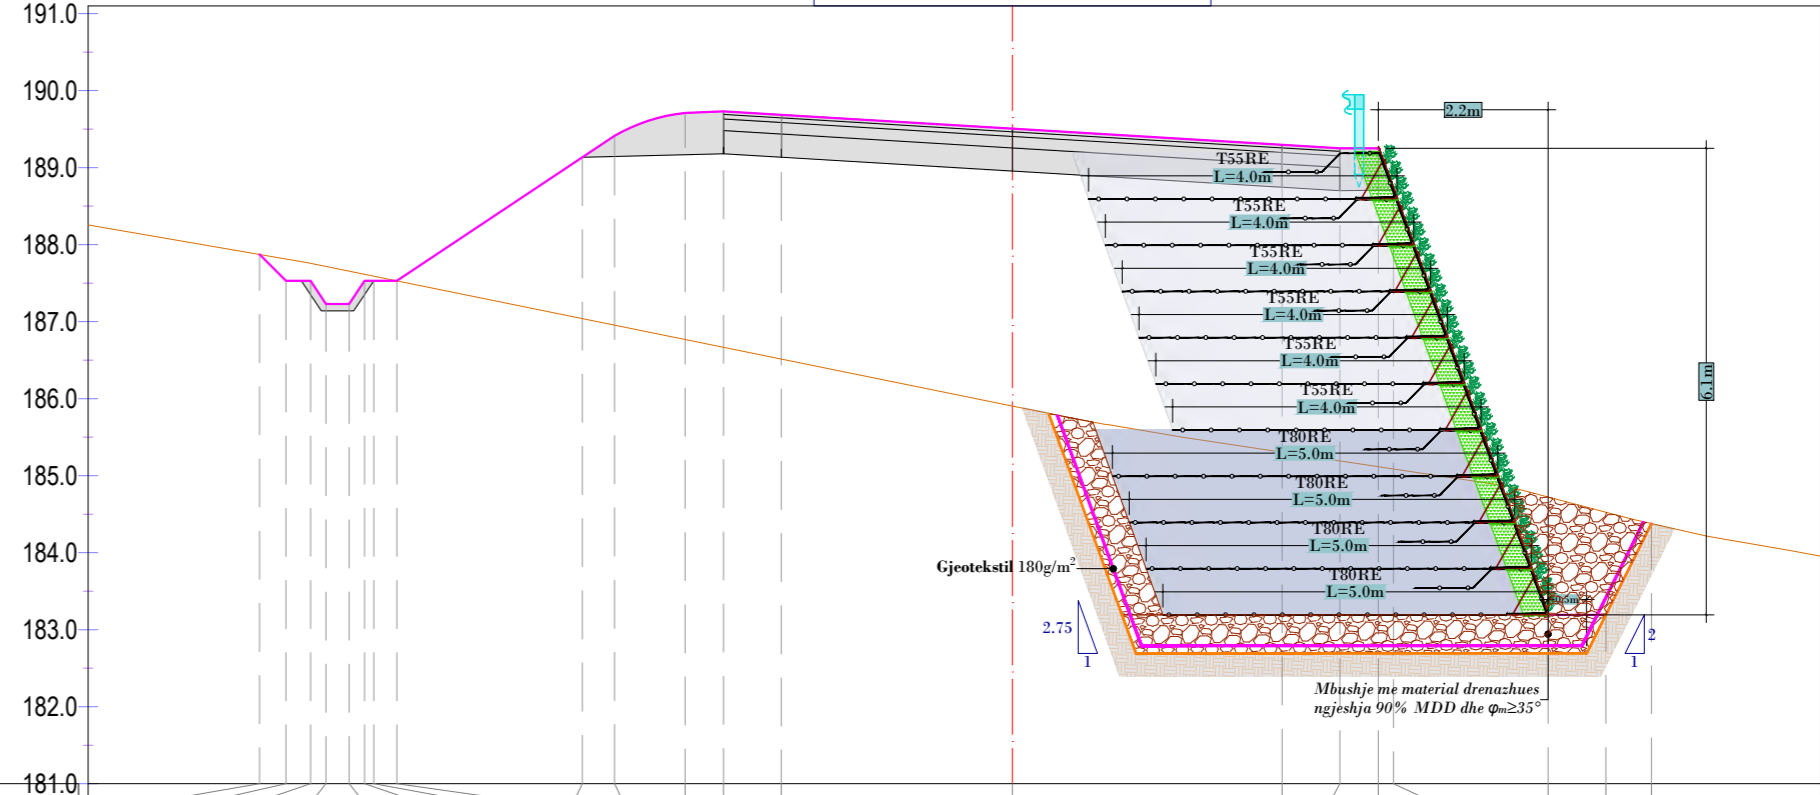 191.0
190.0
189.0
188.0
187.0
186.0
185.0
184.0
183.0
182.0
181.0
2.2m
T55RE
L=4.0m
T55RE
L=4.0m
T55RE
L=4.0m
T55RE
L=4.0m
T55RE
L=4.0m
T55RE
L=4.0m
T80RE
L=5.0m
T80RE
L=5.0m
T80RE
L=5.0m
T80RE
L=5.0m
6.1m
Gjeotekstil 180g/m²
2.75
1
2
1
Mbushje me material drenazhues
ngjeshja 90% MDD dhe φm≥35°